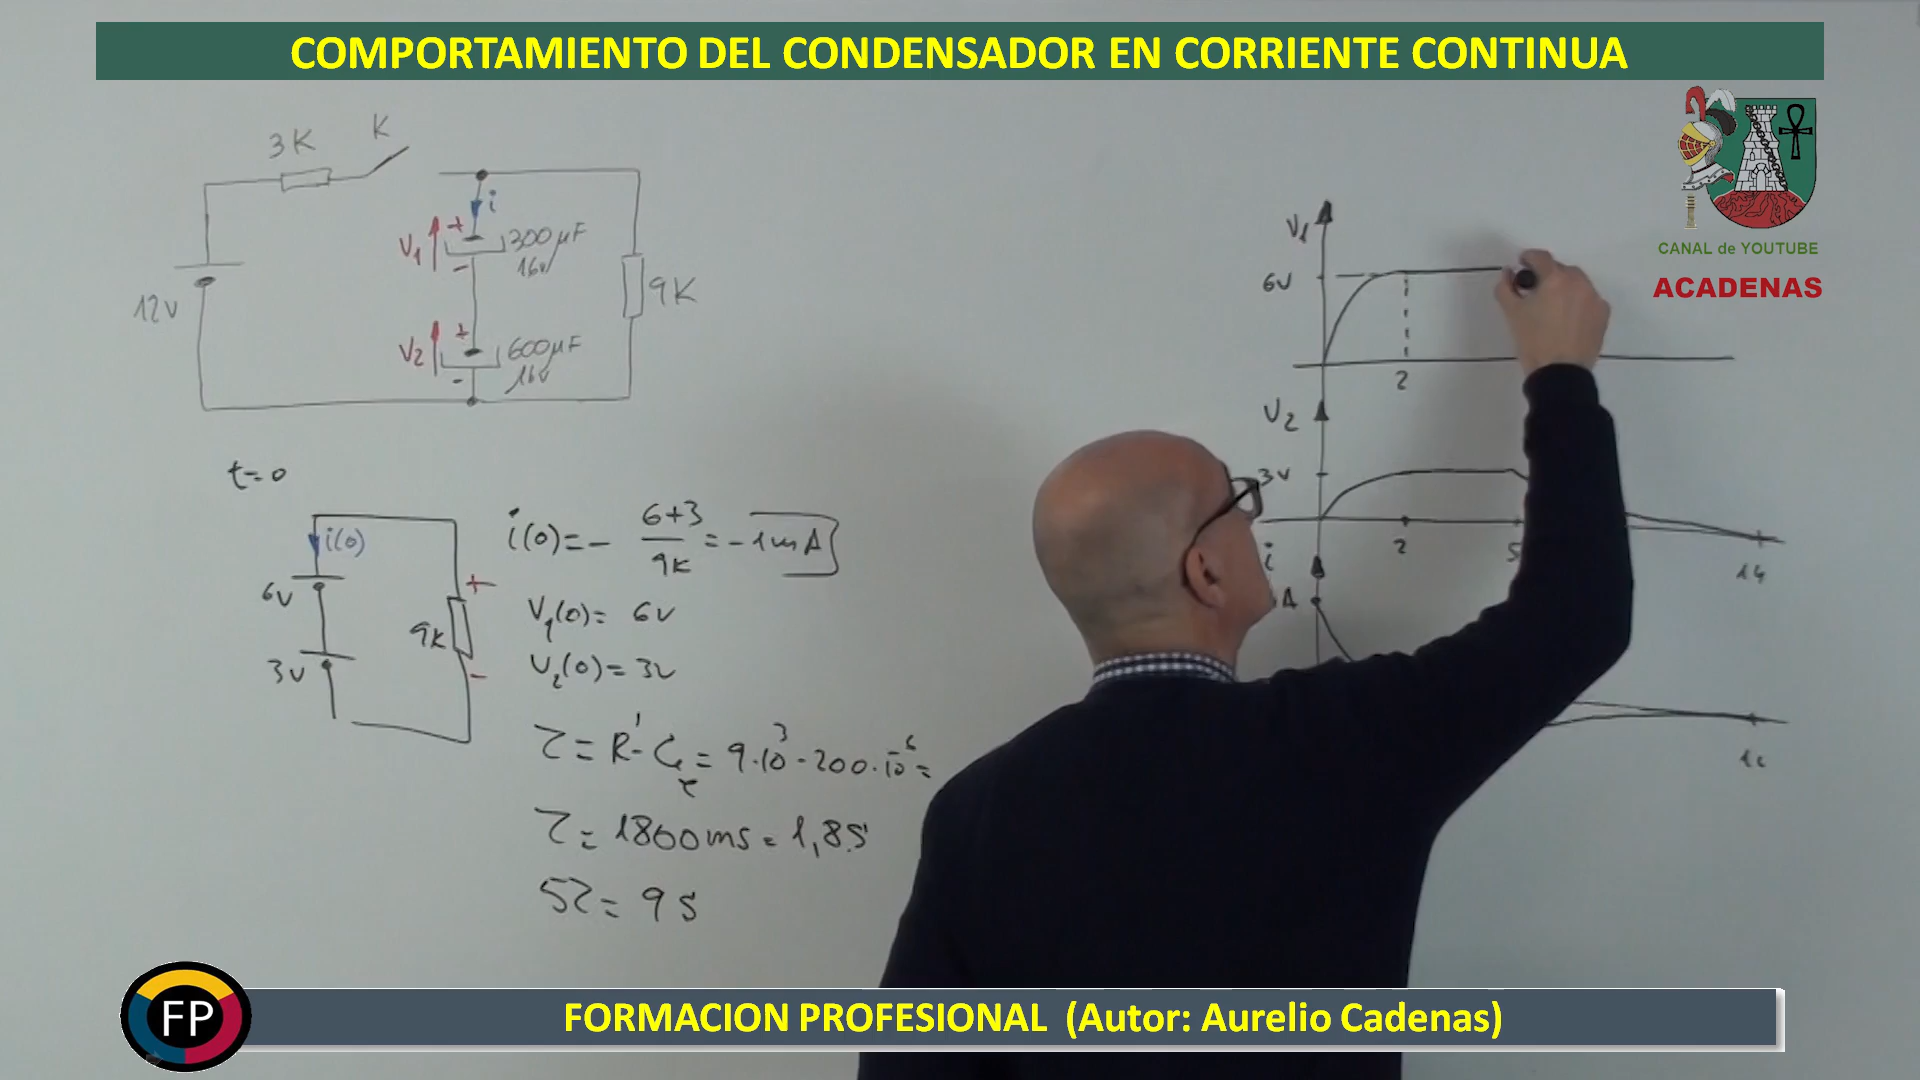 COMPORTAMIENTO DEL CONDENSADOR EN CORRIENTE CONTINUA
3K
K
i
V1
+
300µF
16V
-
9K
12V
V2
+
600µF
16V
-
CANAL de YOUTUBE
ACADENAS
V1
6V
2
V2
3V
2
5
14
i
A
t=0
i(0)
6V
3V
9K
+
-
i(0)=- 6+3/9K = -1mA
V1(0)= 6V
V2(0)= 3V
τ= R'·Ce = 9·10³·200·10⁻⁶=
τ= 1800ms = 1,8S
5τ= 9S
FP
FORMACION PROFESIONAL (Autor: Aurelio Cadenas)